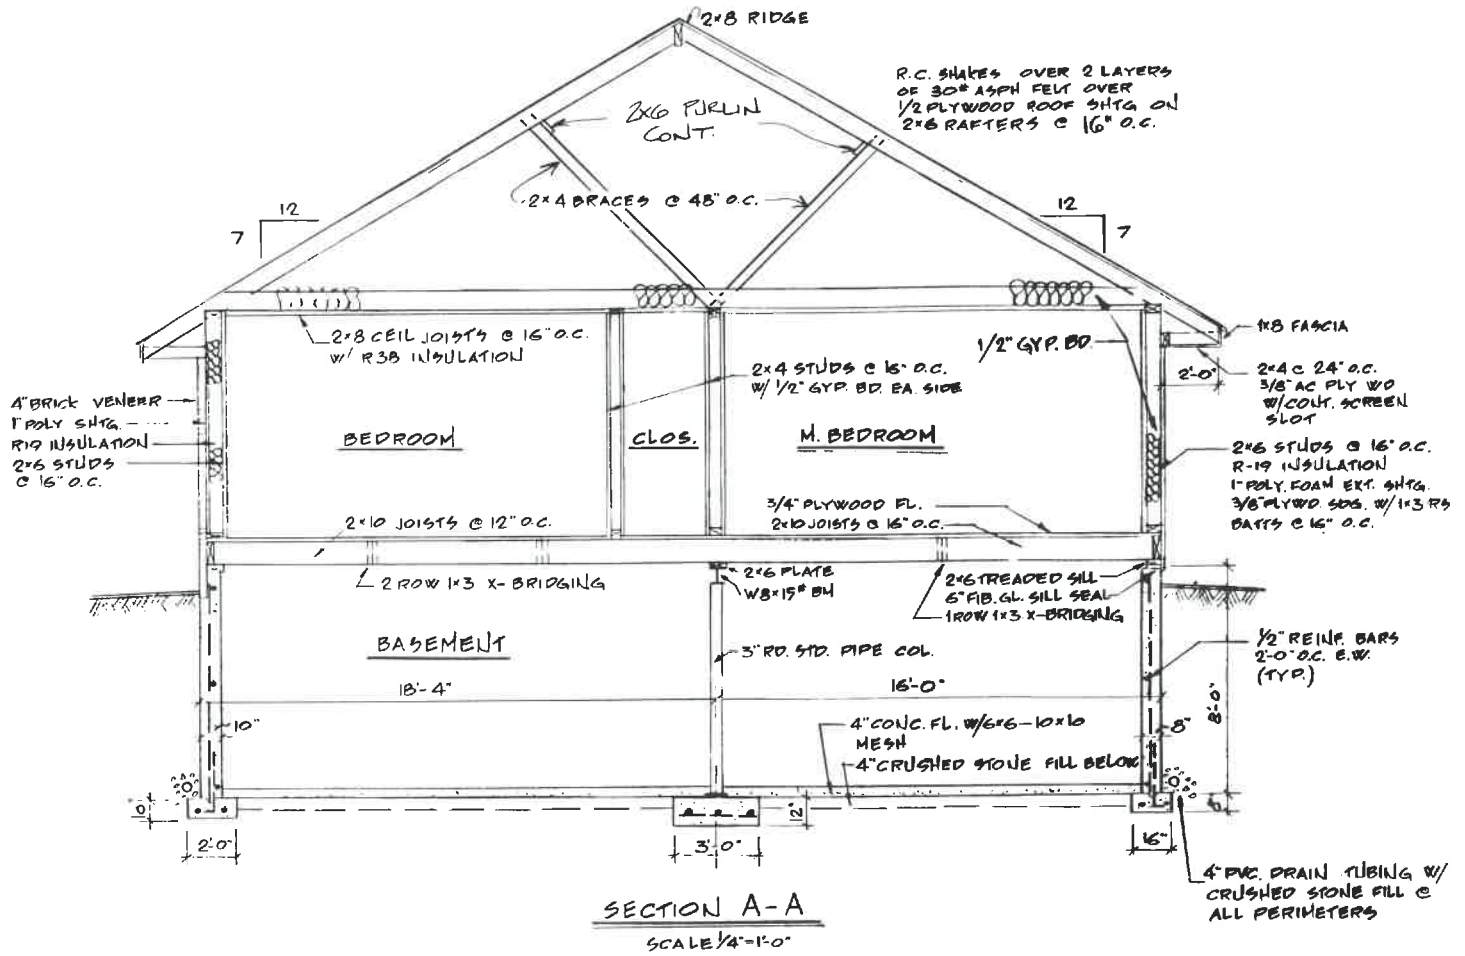 2×8 RIDGE
R.C. SHAKES OVER 2 LAYERS
OF 30# ASPH FELT OVER
1/2 PLYWOOD ROOF SHTG ON
2×6 RAFTERS @ 16" O.C.
2X6 PURLIN
CONT.
2×4 BRACES @ 48" O.C.
12
7
12
7
2×8 CEIL JOISTS @ 16" O.C.
W/ R38 INSULATION
1/2" GYP. BD.
1×8 FASCIA
2×4 @ 24" O.C.
3/8" AC PLY WD
W/CONT. SCREEN
SLOT
2'-0"
2×4 STUDS @ 16" O.C.
W/ 1/2" GYP. BD. EA. SIDE
4" BRICK VENEER
1" POLY SHTG.
R19 INSULATION
2×6 STUDS
@ 16" O.C.
BEDROOM
CLOS.
M. BEDROOM
2×6 STUDS @ 16" O.C.
R-19 INSULATION
1" POLY. FOAM EXT. SHTG.
3/8" PLYWD. SDG. W/1×3 RS
BATTS @ 16" O.C.
3/4" PLYWOOD FL.
2×10 JOISTS @ 16" O.C.
2×10 JOISTS @ 12" O.C.
2 ROW 1×3 X-BRIDGING
2×6 PLATE
W8×15# BM
2×6 TREADED SILL
6" FIB. GL. SILL SEAL
1 ROW 1×3 X-BRIDGING
BASEMENT
3" RD. STD. PIPE COL.
1/2" REINF. BARS
2'-0" O.C. E.W.
(TYP.)
18'-4"
16'-0"
8'-0"
10"
4" CONC. FL. W/6×6-10×10
MESH
4" CRUSHED STONE FILL BELOW
8"
10"
12"
8"
2'-0"
3'-0"
16"
4" PVC. DRAIN TUBING W/
CRUSHED STONE FILL @
ALL PERIMETERS
SECTION A-A
SCALE 1/4"=1'-0"